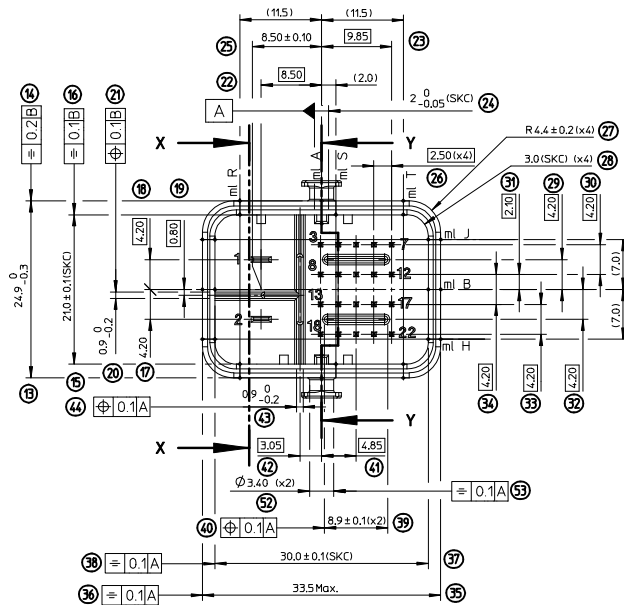 (11.5) (11.5)
25 8.50±0.10 9.85 23
22 8.50 (2.0)
14 16 21 A 2 0 -0.05 (SKC) 24
⌯ 0.2 B
⌯ 0.1 B
⌖ 0.1 B
X Y
ml R ml A ml S ml T
R 4.4±0.2 (x4) 27
3.0 (SKC) (x4) 28
2.50 (x4)
26
18 19 31 29 30
4.20 0.80 2.10 4.20 4.20
3 7 ml J
1 8 12
13 ml B
17
2 18 22
ml H
(7.0)
(7.0)
24.9 0 -0.3
21.0±0.1(SKC)
0.9 0 -0.2
4.20
13 15 20 17
4.20 4.20 4.20
34 33 32
44 ⌖ 0.1 A
0.9 0 -0.2
43
Y
X
3.05 4.85
42 41
Ø 3.40 (x2)
52
⌯ 0.1 A 53
40 ⌖ 0.1 A 8,9±0.1(x2) 39
38 ⌯ 0.1 A 30,0±0.1(SKC) 37
36 ⌯ 0.1 A 33,5 Max. 35